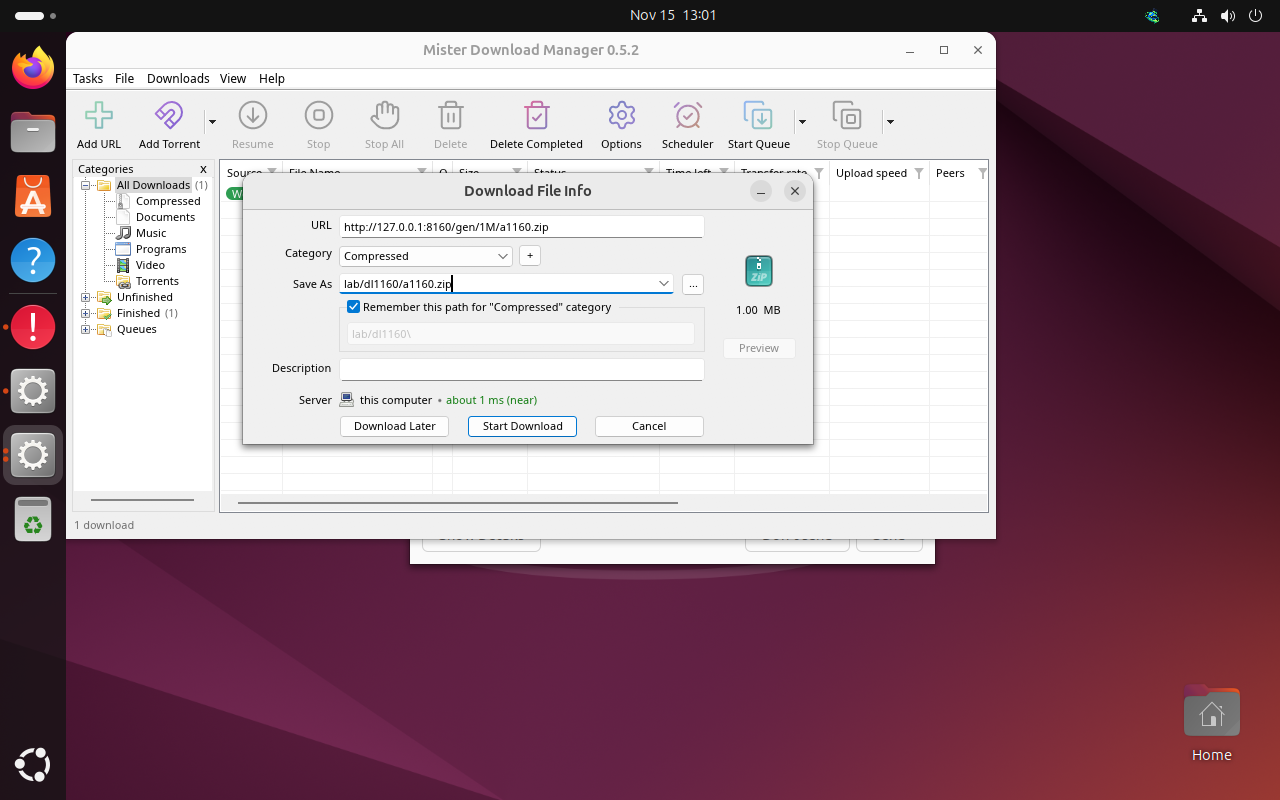 Nov 15 13:01
Mister Download Manager 0.5.2
Tasks File Downloads View Help
Add URL Add Torrent Resume Stop Stop All Delete Delete Completed Options Scheduler Start Queue Stop Queue
Categories x
All Downloads (1)
Compressed
Documents
Music
Programs
Video
Torrents
Unfinished
Finished (1)
Queues
Source File Name Q Size Status Time left Transfer rate Upload speed Peers
Download File Info
URL http://127.0.0.1:8160/gen/1M/a1160.zip
Category Compressed +
Save As lab/dl1160/a1160.zip ...
Remember this path for "Compressed" category
lab/dl1160\
ZiP
1.00 MB
Preview
Description
Server this computer • about 1 ms (near)
Download Later Start Download Cancel
1 download
Home